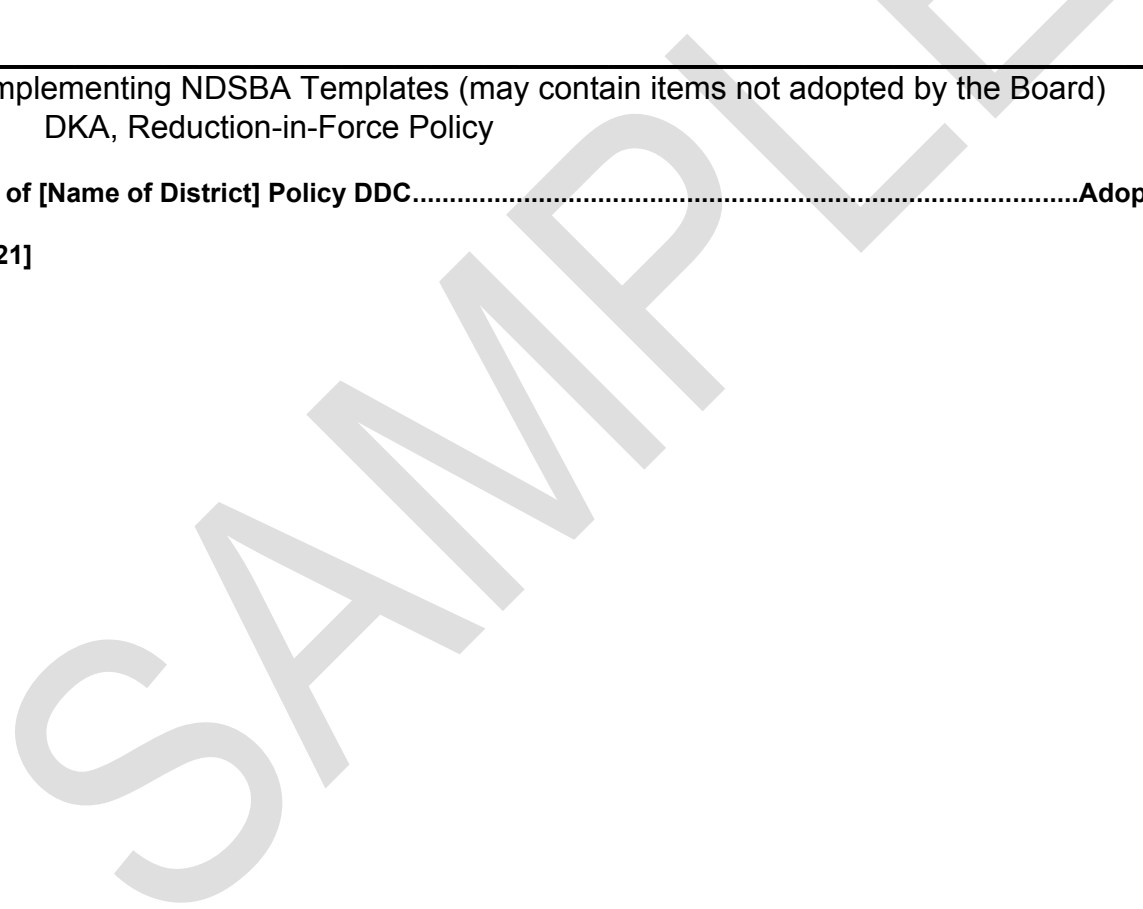 mplementing NDSBA Templates (may contain items not adopted by the Board)
DKA, Reduction-in-Force Policy
of [Name of District] Policy DDC..........................................................................................Adop
21]
SAMPLE